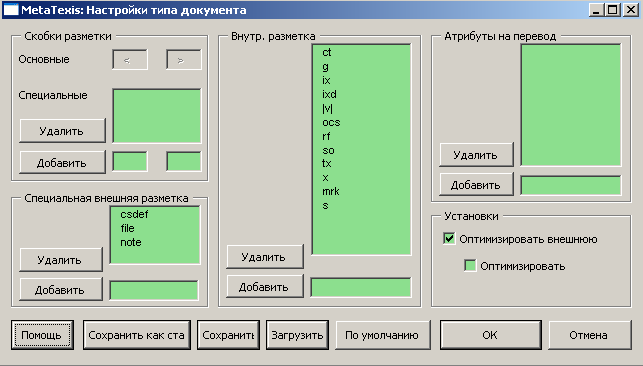 MetaTexis: Настройки типа документа
Скобки разметки
Основные < >
Специальные
Удалить
Добавить
Специальная внешняя разметка
csdef
file
note
Удалить
Добавить
Внутр. разметка
ct
g
ix
ixd
|v|
ocs
rf
so
tx
x
mrk
s
Удалить
Добавить
Атрибуты на перевод
Удалить
Добавить
Установки
Оптимизировать внешнюю
Оптимизировать
Помощь
Сохранить как ста
Сохранить
Загрузить
По умолчанию
OK
Отмена